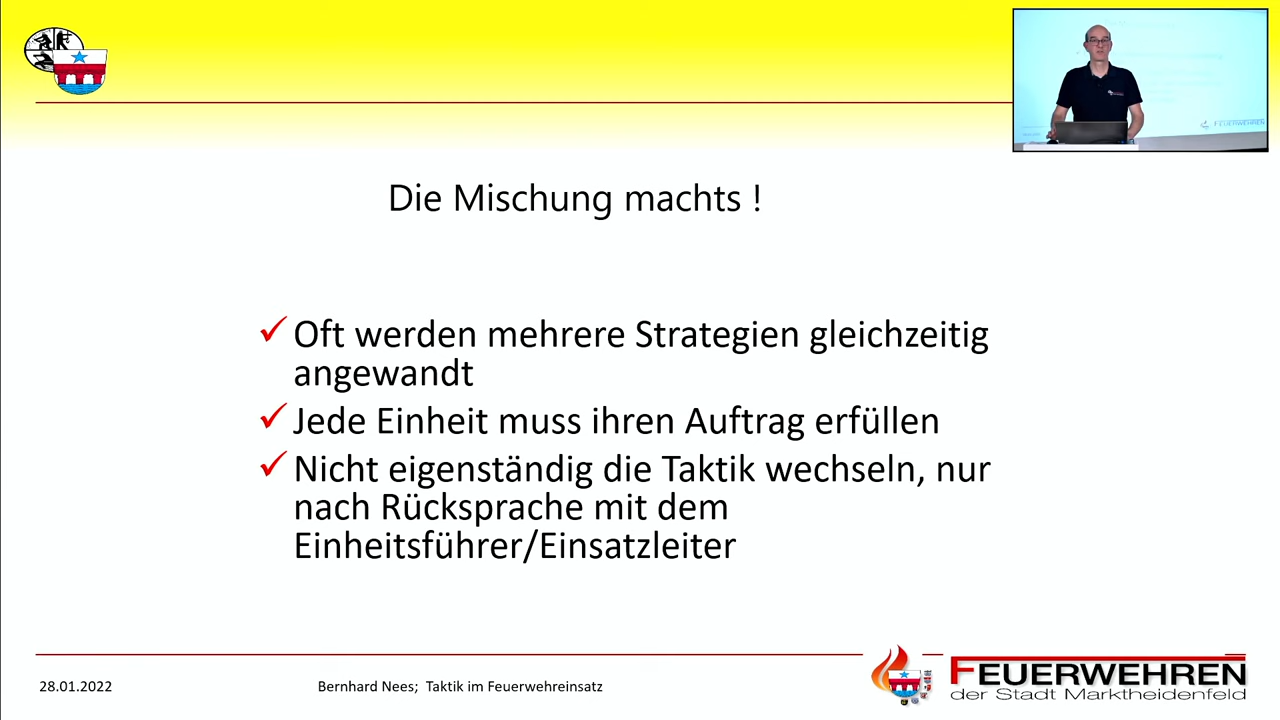 FEUERWEHREN
Die Mischung machts !
Oft werden mehrere Strategien gleichzeitig
angewandt
Jede Einheit muss ihren Auftrag erfüllen
Nicht eigenständig die Taktik wechseln, nur
nach Rücksprache mit dem
Einheitsführer/Einsatzleiter
28.01.2022
Bernhard Nees; Taktik im Feuerwehreinsatz
FEUERWEHREN
der Stadt Marktheidenfeld